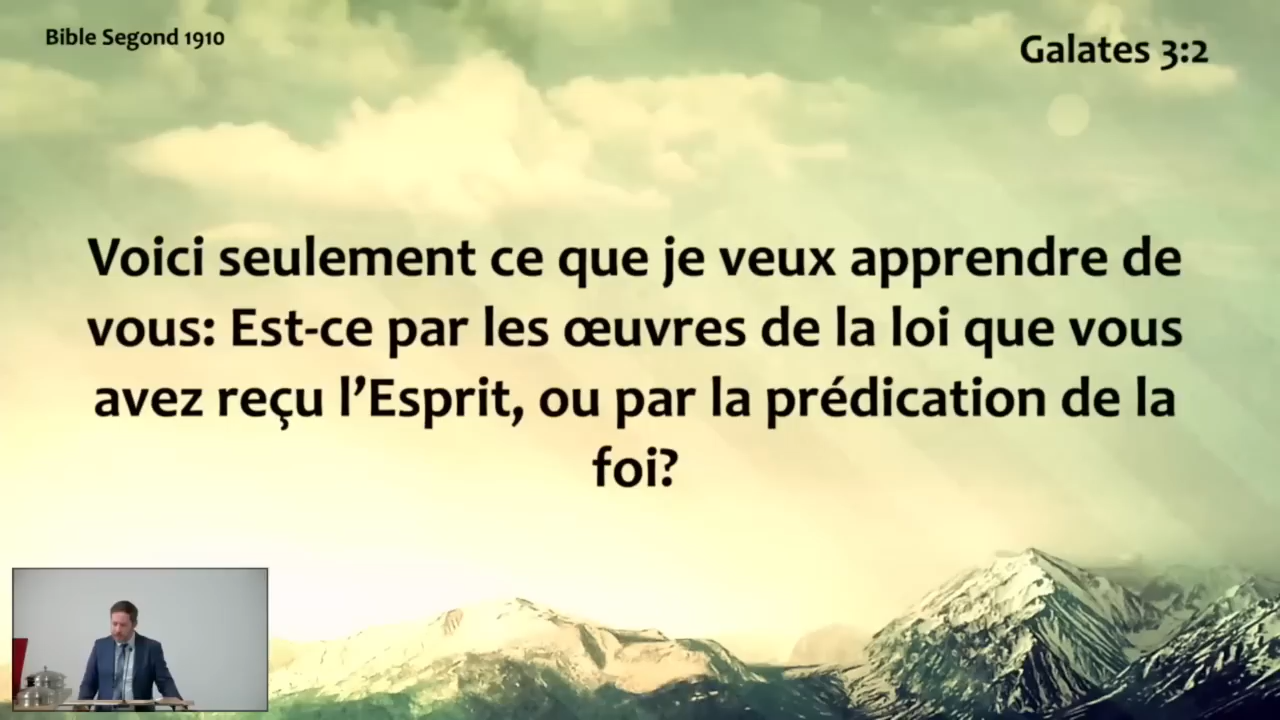 Bible Segond 1910
Galates 3:2
Voici seulement ce que je veux apprendre de
vous: Est-ce par les œuvres de la loi que vous
avez reçu l’Esprit, ou par la prédication de la
foi?